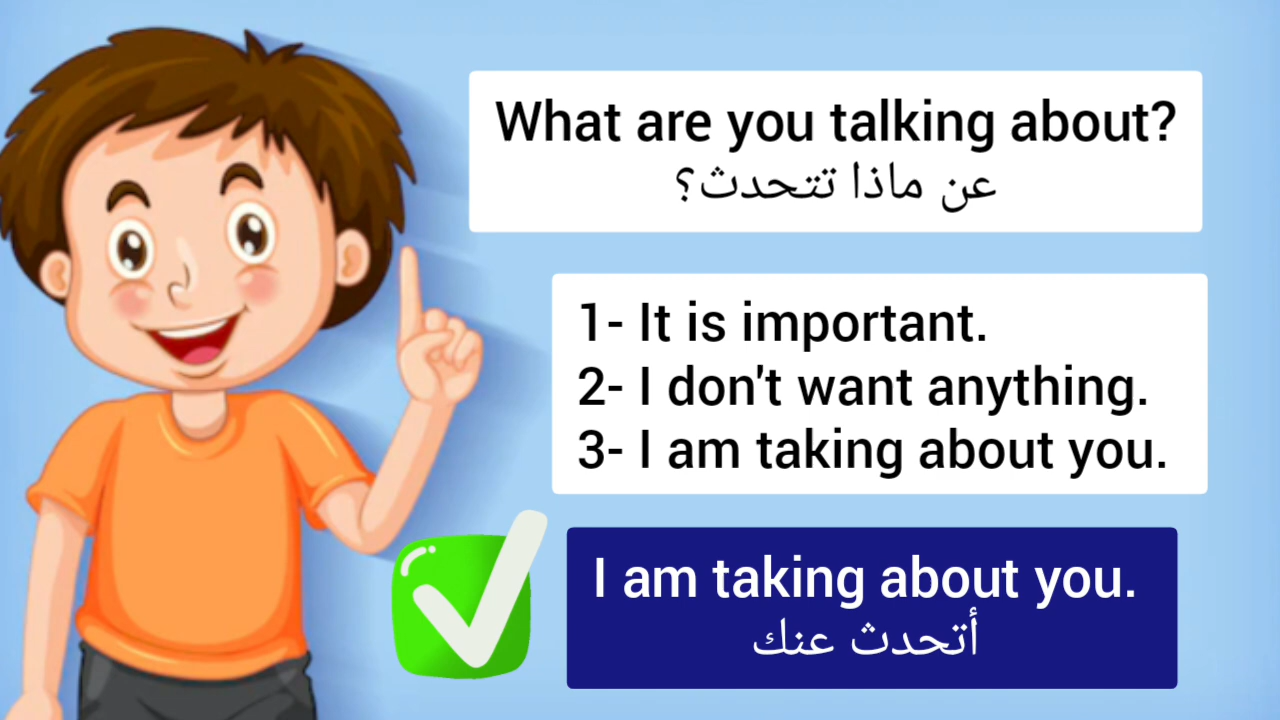 What are you talking about?
عن ماذا تتحدث؟
1- It is important.
2- I don't want anything.
3- I am taking about you.
I am taking about you.
أتحدث عنك